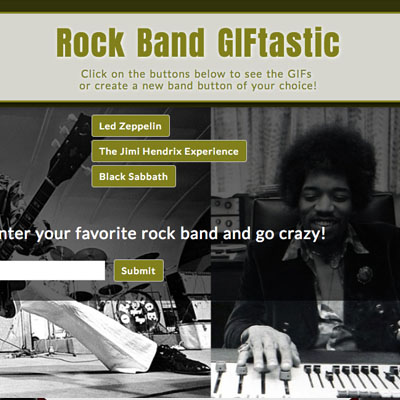 Rock Band GIFtastic
Click on the buttons below to see the GIFs
or create a new band button of your choice!
Led Zeppelin
The Jimi Hendrix Experience
Black Sabbath
nter your favorite rock band and go crazy!
Submit